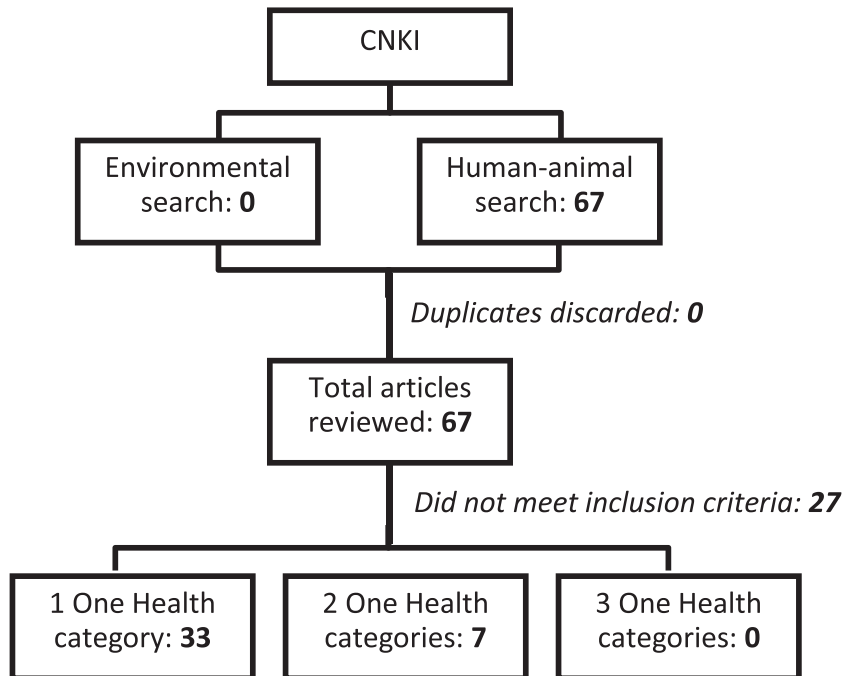 CNKI
Environmental
search: 0
Human-animal
search: 67
Duplicates discarded: 0
Total articles
reviewed: 67
Did not meet inclusion criteria: 27
1 One Health
category: 33
2 One Health
categories: 7
3 One Health
categories: 0